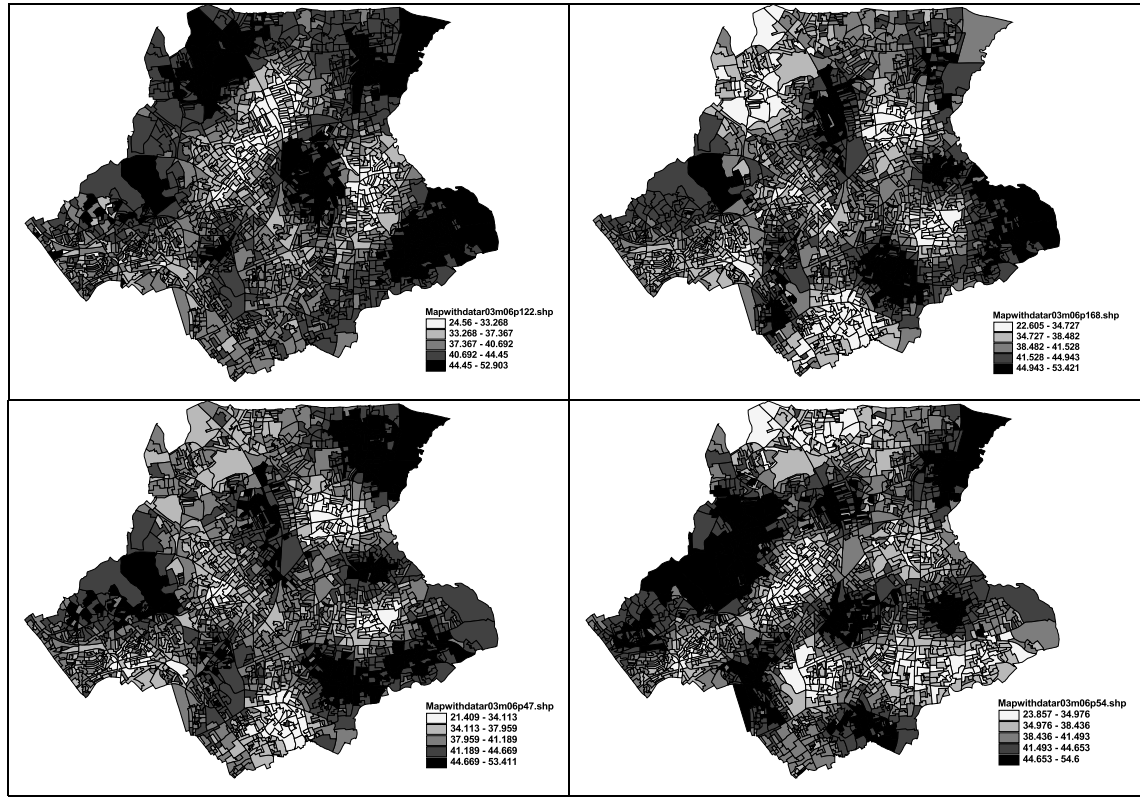 Mapwithdatar03m06p122.shp
24.56 - 33.268
33.268 - 37.367
37.367 - 40.692
40.692 - 44.45
44.45 - 52.903
Mapwithdatar03m06p168.shp
22.605 - 34.727
34.727 - 38.482
38.482 - 41.528
41.528 - 44.943
44.943 - 53.421
Mapwithdatar03m06p47.shp
21.409 - 34.113
34.113 - 37.959
37.959 - 41.189
41.189 - 44.669
44.669 - 53.411
Mapwithdatar03m06p54.shp
23.857 - 34.976
34.976 - 38.436
38.436 - 41.493
41.493 - 44.653
44.653 - 54.6